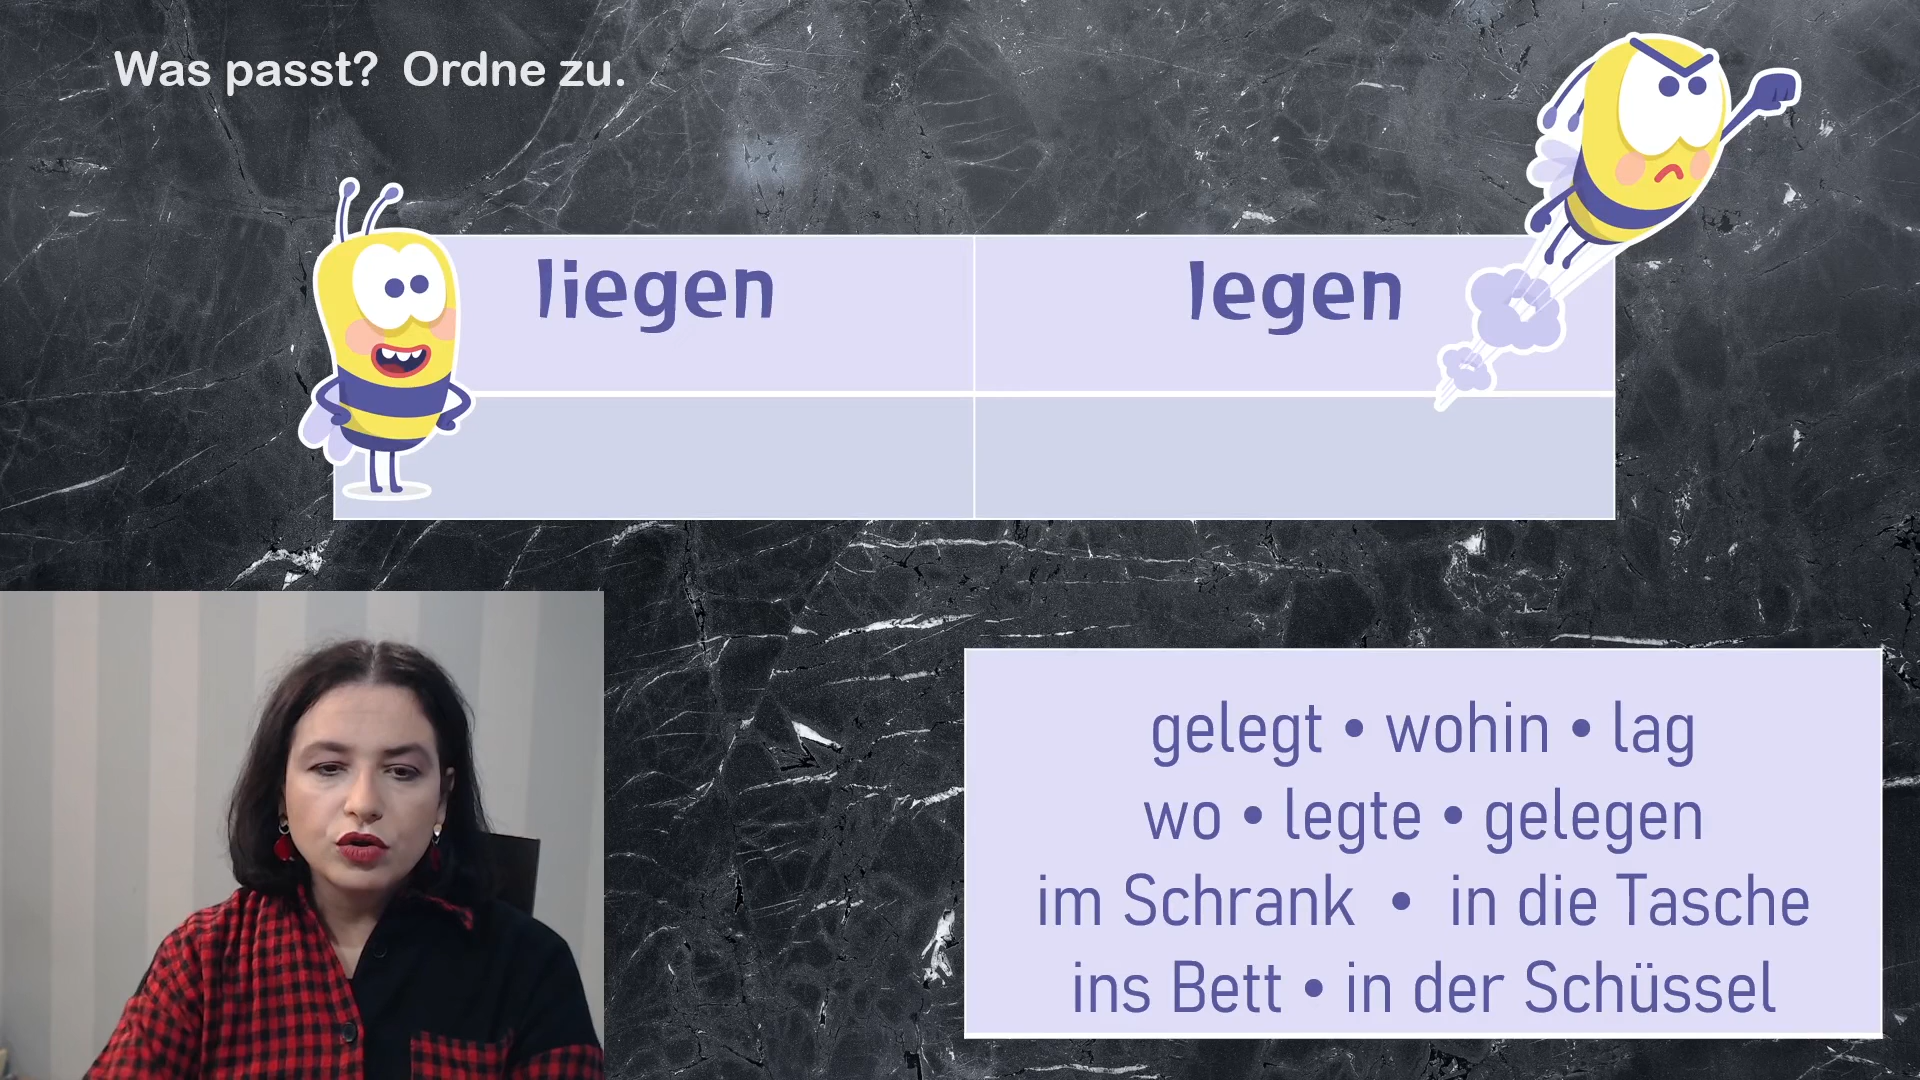 Was passt? Ordne zu.
liegen
legen
gelegt • wohin • lag
wo • legte • gelegen
im Schrank • in die Tasche
ins Bett • in der Schüssel